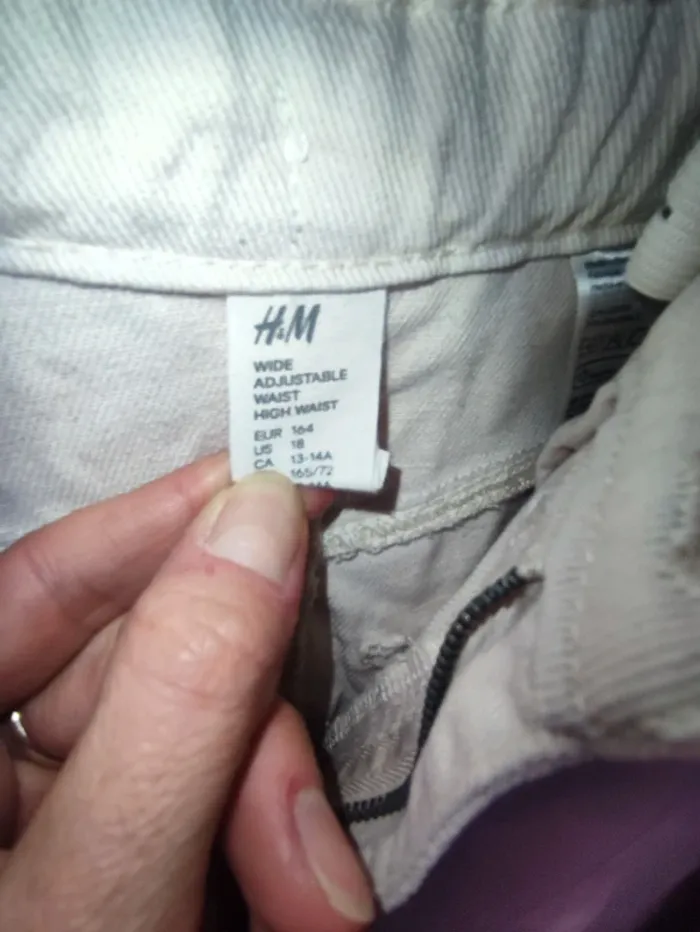 H&M
WIDE
ADJUSTABLE
WAIST
HIGH WAIST
EUR 164
US 18
CA 13-14A
165/72